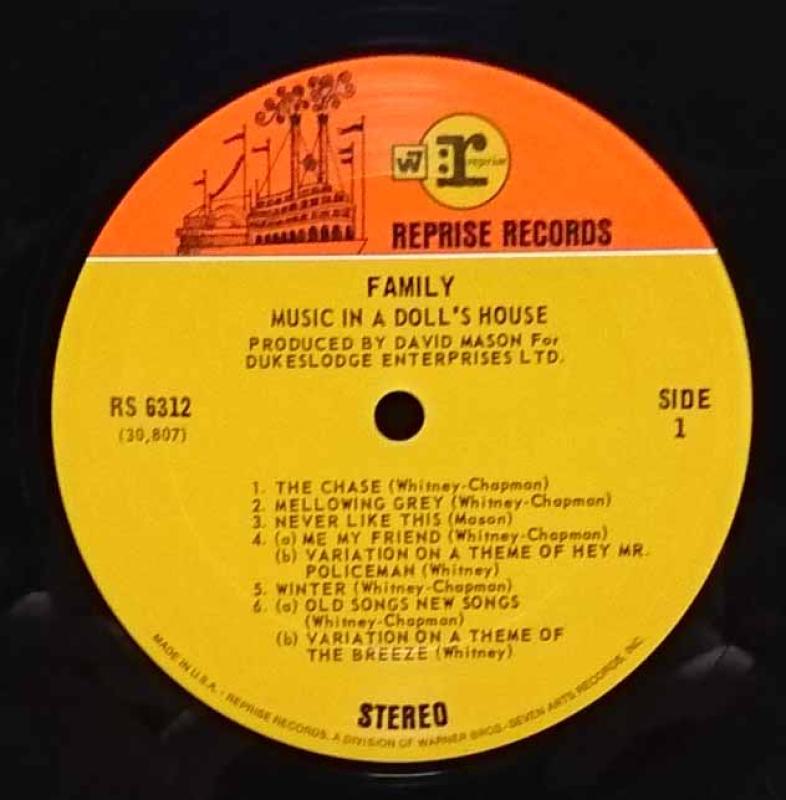 W7
r: reprise
REPRISE RECORDS
FAMILY
MUSIC IN A DOLL'S HOUSE
PRODUCED BY DAVID MASON For
DUKESLODGE ENTERPRISES LTD.
RS 6312
(30,807)
SIDE
1
1. THE CHASE (Whitney-Chapman)
2. MELLOWING GREY (Whitney-Chapman)
3. NEVER LIKE THIS (Mason)
4. (a) ME MY FRIEND (Whitney-Chapman)
(b) VARIATION ON A THEME OF HEY MR.
POLICEMAN (Whitney)
5. WINTER (Whitney-Chapman)
6. (a) OLD SONGS NEW SONGS
(Whitney-Chapman)
(b) VARIATION ON A THEME OF
THE BREEZE (Whitney)
STEREO
MADE IN U.S.A. - REPRISE RECORDS, A DIVISION OF WARNER BROS.-SEVEN ARTS RECORDS, INC.